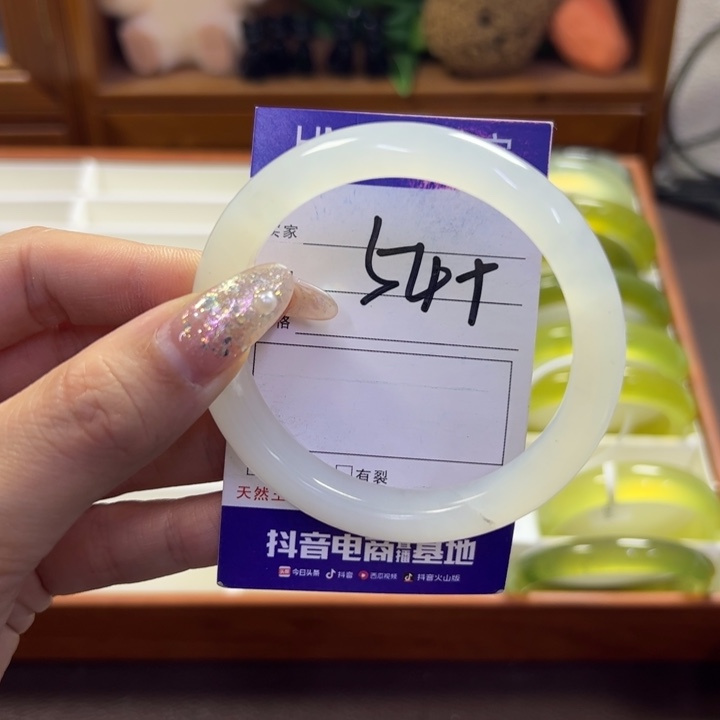 家
54+
格
有裂
天然
抖音电商直播基地
今日头条 抖音 西瓜视频 抖音火山版